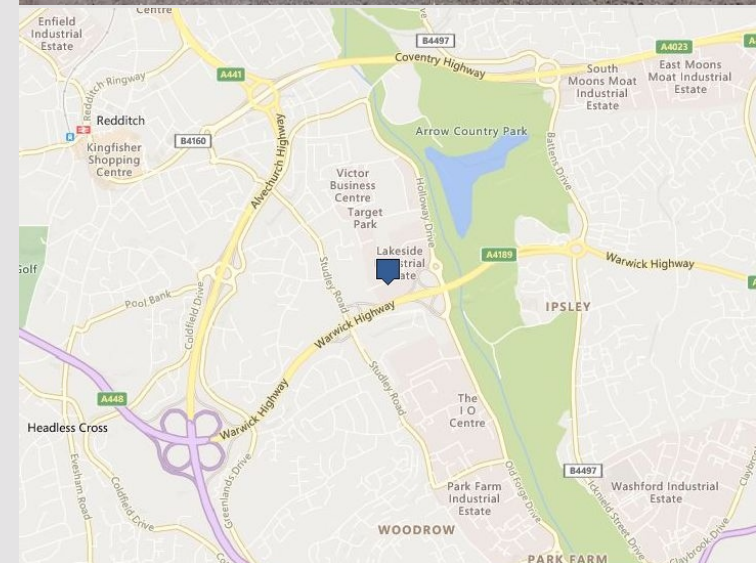 Centre
Enfield
Industrial
Estate
B4497
A4023
Coventry Highway
A441
South
Moons Moat
Industrial
Estate
East Moons
Moat Industrial
Estate
Redditch Ringway
Redditch
B4160
Arrow Country Park
Kingfisher
Shopping
Centre
Alvechurch Highway
Battens Drive
Victor
Business
Centre
Target
Park
Holloway Drive
Lakeside
Golf
Studley Road
A4189
Warwick Highway
Pool Bank
Coldfield Drive
Warwick Highway
IPSLEY
Studley Road
A448
Warwick Highway
The
I O
Centre
Headless Cross
Evesham Road
Coldfield Drive
Greenlands Drive
B4497
Washford Industrial
Estate
Park Farm
Industrial
Estate
Old Forge Drive
Icknield Street Drive
Claybrook Drive
WOODROW
PARK FARM